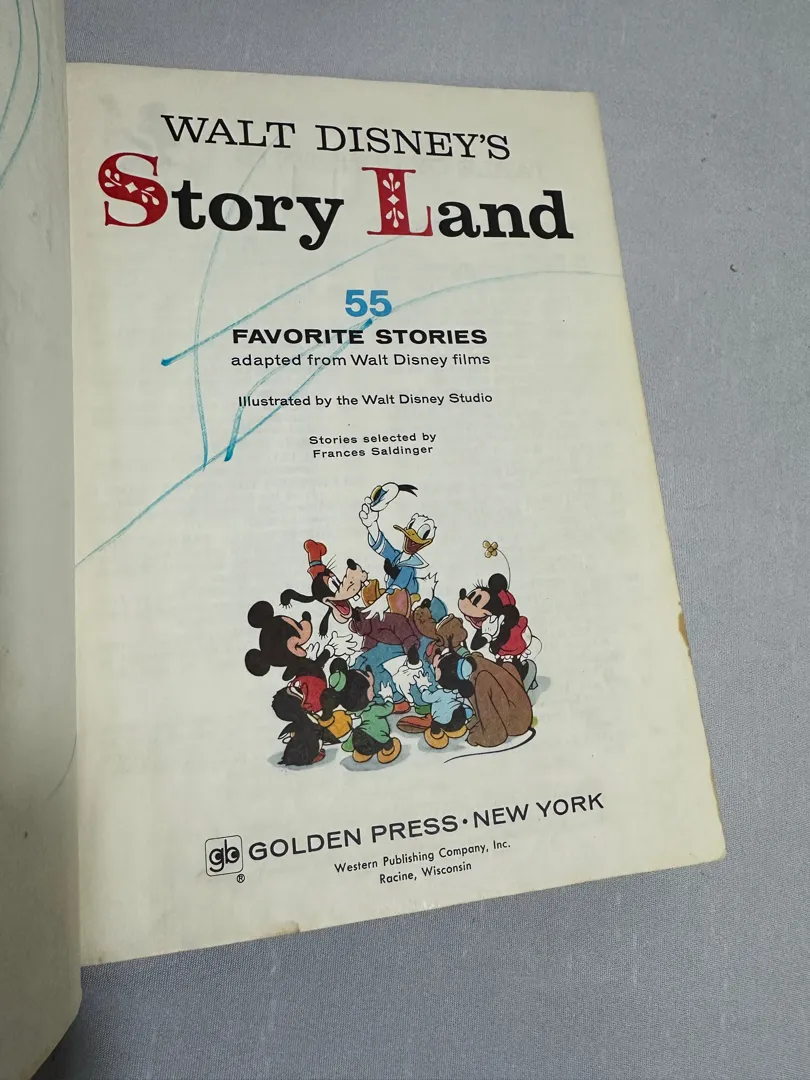 WALT DISNEY'S
Story Land
55
FAVORITE STORIES
adapted from Walt Disney films
Illustrated by the Walt Disney Studio
Stories selected by
Frances Saldinger
gb GOLDEN PRESS • NEW YORK
®
Western Publishing Company, Inc.
Racine, Wisconsin